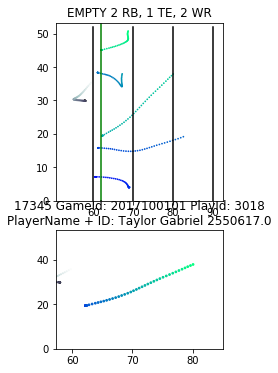 EMPTY 2 RB, 1 TE, 2 WR
50
40
30
20
10
0
60 70 80 90
17345 GameId: 2017100101 PlayId: 3018
PlayerName + ID: Taylor Gabriel 2550617.0
40
20
0
60 70 80